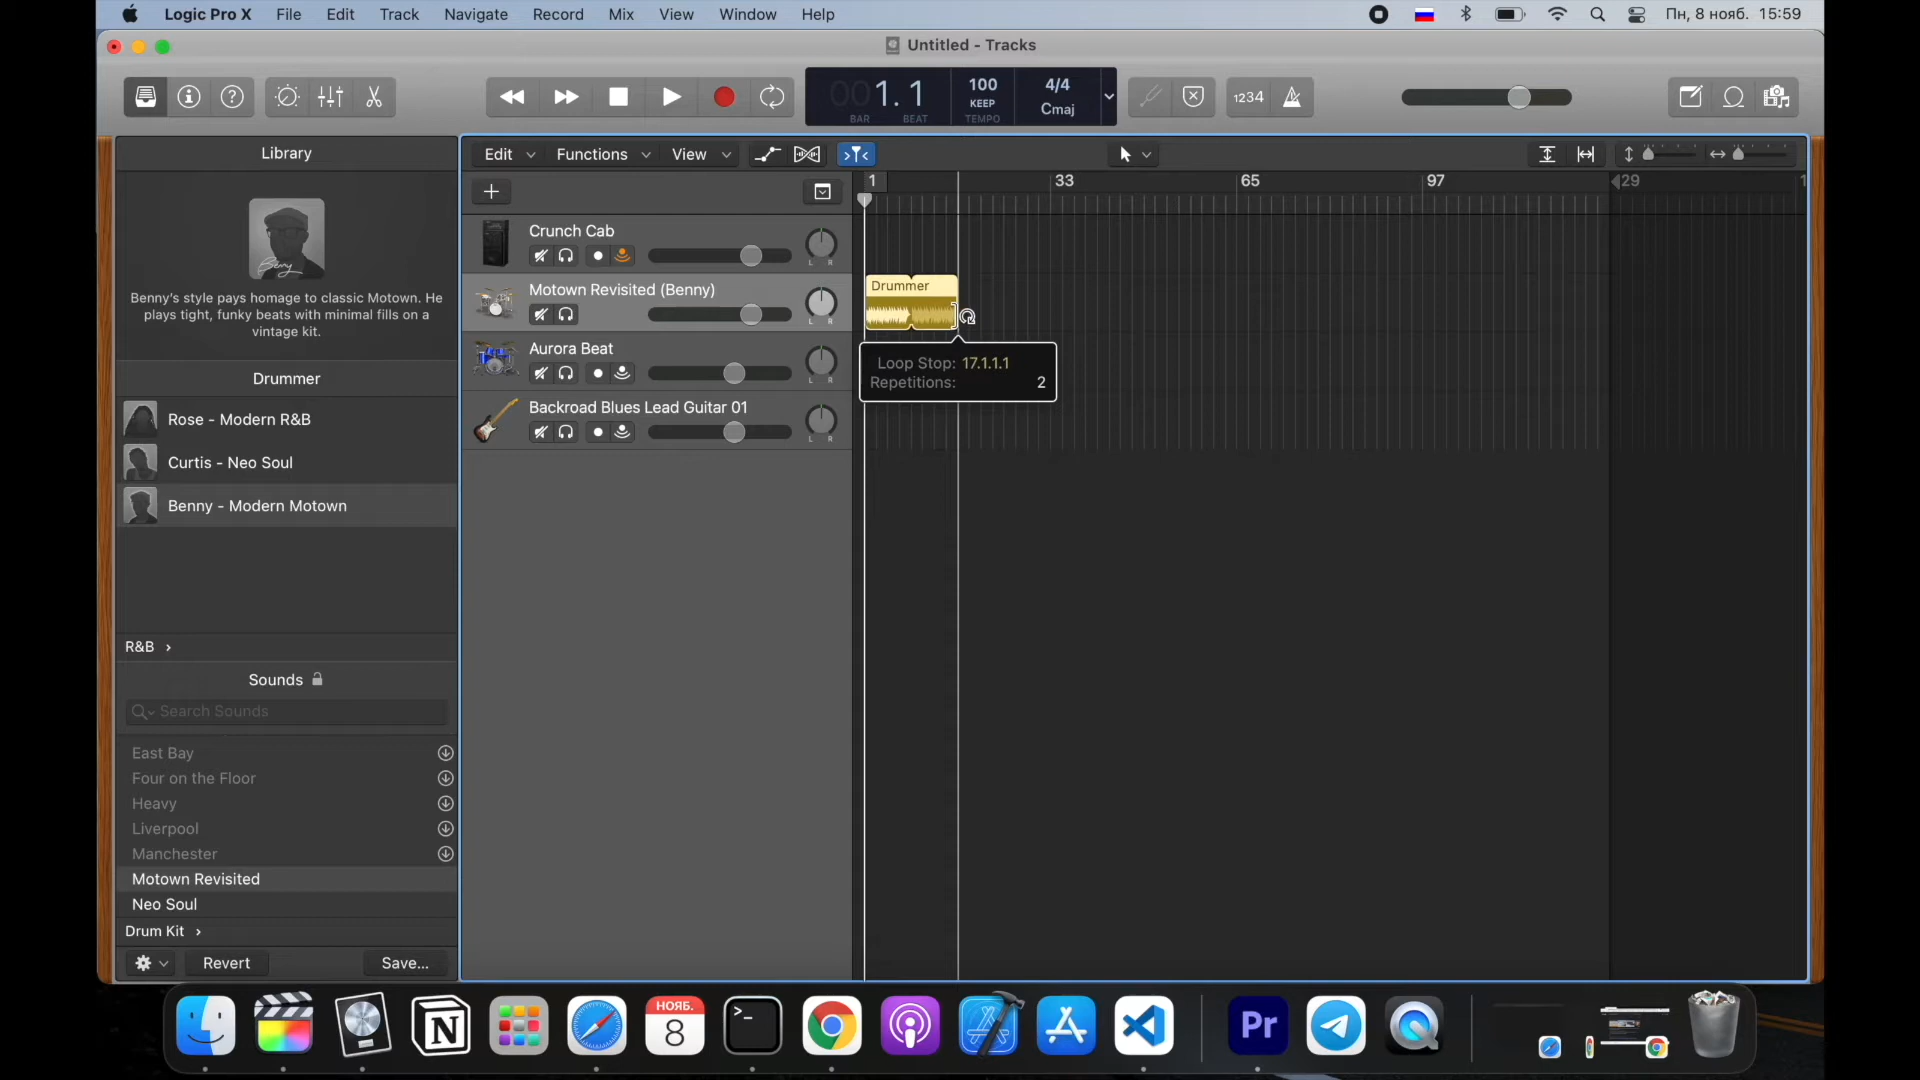 Logic Pro X File Edit Track Navigate Record Mix View Window Help Пн, 8 нояб. 15:59
Untitled - Tracks
001.1 100 4/4
KEEP Cmaj
BAR BEAT TEMPO
1234
Library
Edit Functions View
1 33 65 97 129 1
Benny
Benny's style pays homage to classic Motown. He
plays tight, funky beats with minimal fills on a
vintage kit.
Drummer
Rose - Modern R&B
Curtis - Neo Soul
Benny - Modern Motown
R&B
Sounds
Search Sounds
East Bay
Four on the Floor
Heavy
Liverpool
Manchester
Motown Revisited
Neo Soul
Drum Kit
Revert Save...
Crunch Cab
L R
Motown Revisited (Benny)
L R
Aurora Beat
L R
Backroad Blues Lead Guitar 01
L R
Drummer
Loop Stop: 17.1.1.1
Repetitions: 2
НОЯБ.
8
>_
N
Pr